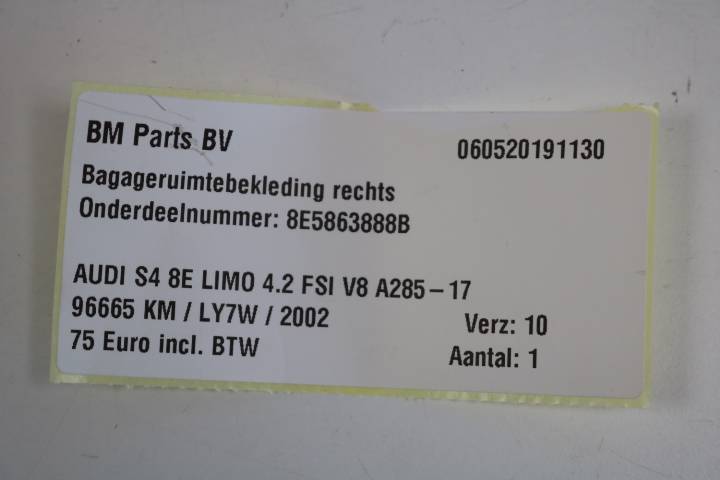 BM Parts BV 060520191130
Bagageruimtebekleding rechts
Onderdeelnummer: 8E5863888B
AUDI S4 8E LIMO 4.2 FSI V8 A285-17
96665 KM / LY7W / 2002 Verz: 10
75 Euro incl. BTW Aantal: 1